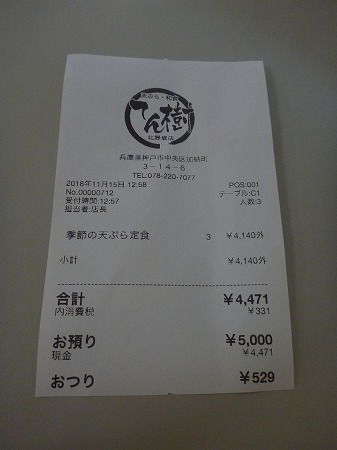 天ぷら・和食
てん樹
北野坂店
兵庫県神戸市中央区加納町
3-14-6
TEL:078-220-7077
2018年11月15日 12:58 POS:001
No.00000712 テーブル:C1
受付時間:12:57 人数:3
担当者:店長
季節の天ぷら定食 3 ¥4,140外
小計 ¥4,140外
合計 ¥4,471
内消費税 ¥331
お預り ¥5,000
現金 ¥4,471
おつり ¥529